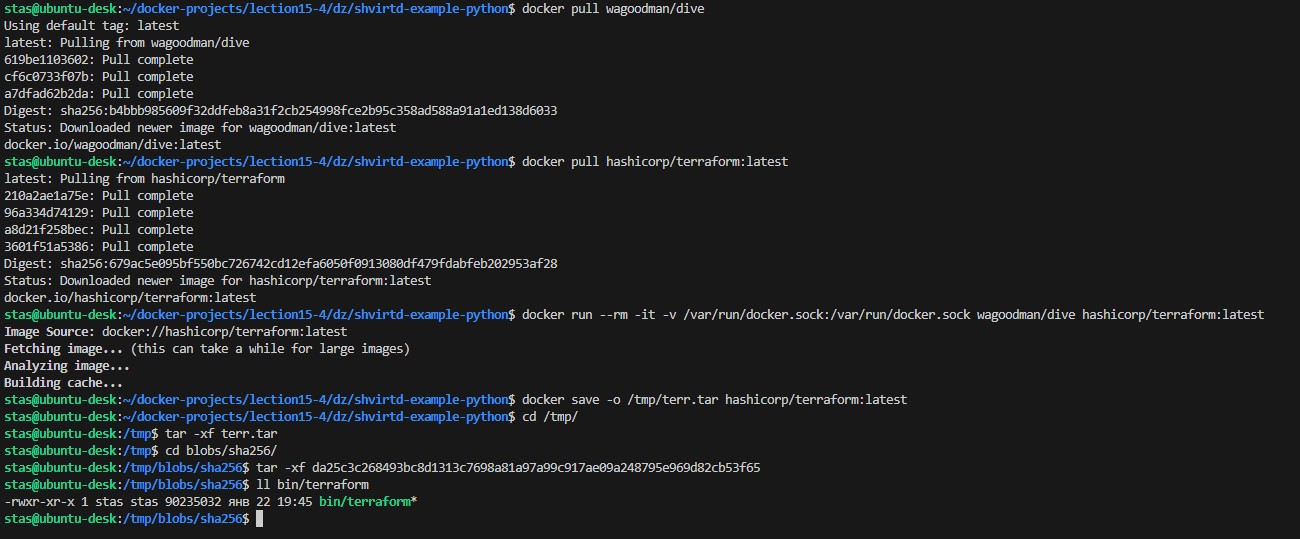 stas@ubuntu-desk:~/docker-projects/lection15-4/dz/shvirtd-example-python$ docker pull wagoodman/dive
Using default tag: latest
latest: Pulling from wagoodman/dive
619be1103602: Pull complete
cf6c0733f07b: Pull complete
a7dfad62b2da: Pull complete
Digest: sha256:b4bbb985609f32ddfeb8a31f2cb254998fce2b95c358ad588a91a1ed138d6033
Status: Downloaded newer image for wagoodman/dive:latest
docker.io/wagoodman/dive:latest
stas@ubuntu-desk:~/docker-projects/lection15-4/dz/shvirtd-example-python$ docker pull hashicorp/terraform:latest
latest: Pulling from hashicorp/terraform
210a2ae1a75e: Pull complete
96a334d74129: Pull complete
a8d21f258bec: Pull complete
3601f51a5386: Pull complete
Digest: sha256:679ac5e095bf550bc726742cd12efa6050f0913080df479fdabfeb202953af28
Status: Downloaded newer image for hashicorp/terraform:latest
docker.io/hashicorp/terraform:latest
stas@ubuntu-desk:~/docker-projects/lection15-4/dz/shvirtd-example-python$ docker run --rm -it -v /var/run/docker.sock:/var/run/docker.sock wagoodman/dive hashicorp/terraform:latest
Image Source: docker://hashicorp/terraform:latest
Fetching image... (this can take a while for large images)
Analyzing image...
Building cache...
stas@ubuntu-desk:~/docker-projects/lection15-4/dz/shvirtd-example-python$ docker save -o /tmp/terr.tar hashicorp/terraform:latest
stas@ubuntu-desk:~/docker-projects/lection15-4/dz/shvirtd-example-python$ cd /tmp/
stas@ubuntu-desk:/tmp$ tar -xf terr.tar
stas@ubuntu-desk:/tmp$ cd blobs/sha256/
stas@ubuntu-desk:/tmp/blobs/sha256$ tar -xf da25c3c268493bc8d1313c7698a81a97a99c917ae09a248795e969d82cb53f65
stas@ubuntu-desk:/tmp/blobs/sha256$ ll bin/terraform
-rwxr-xr-x 1 stas stas 90235032 янв 22 19:45 bin/terraform*
stas@ubuntu-desk:/tmp/blobs/sha256$